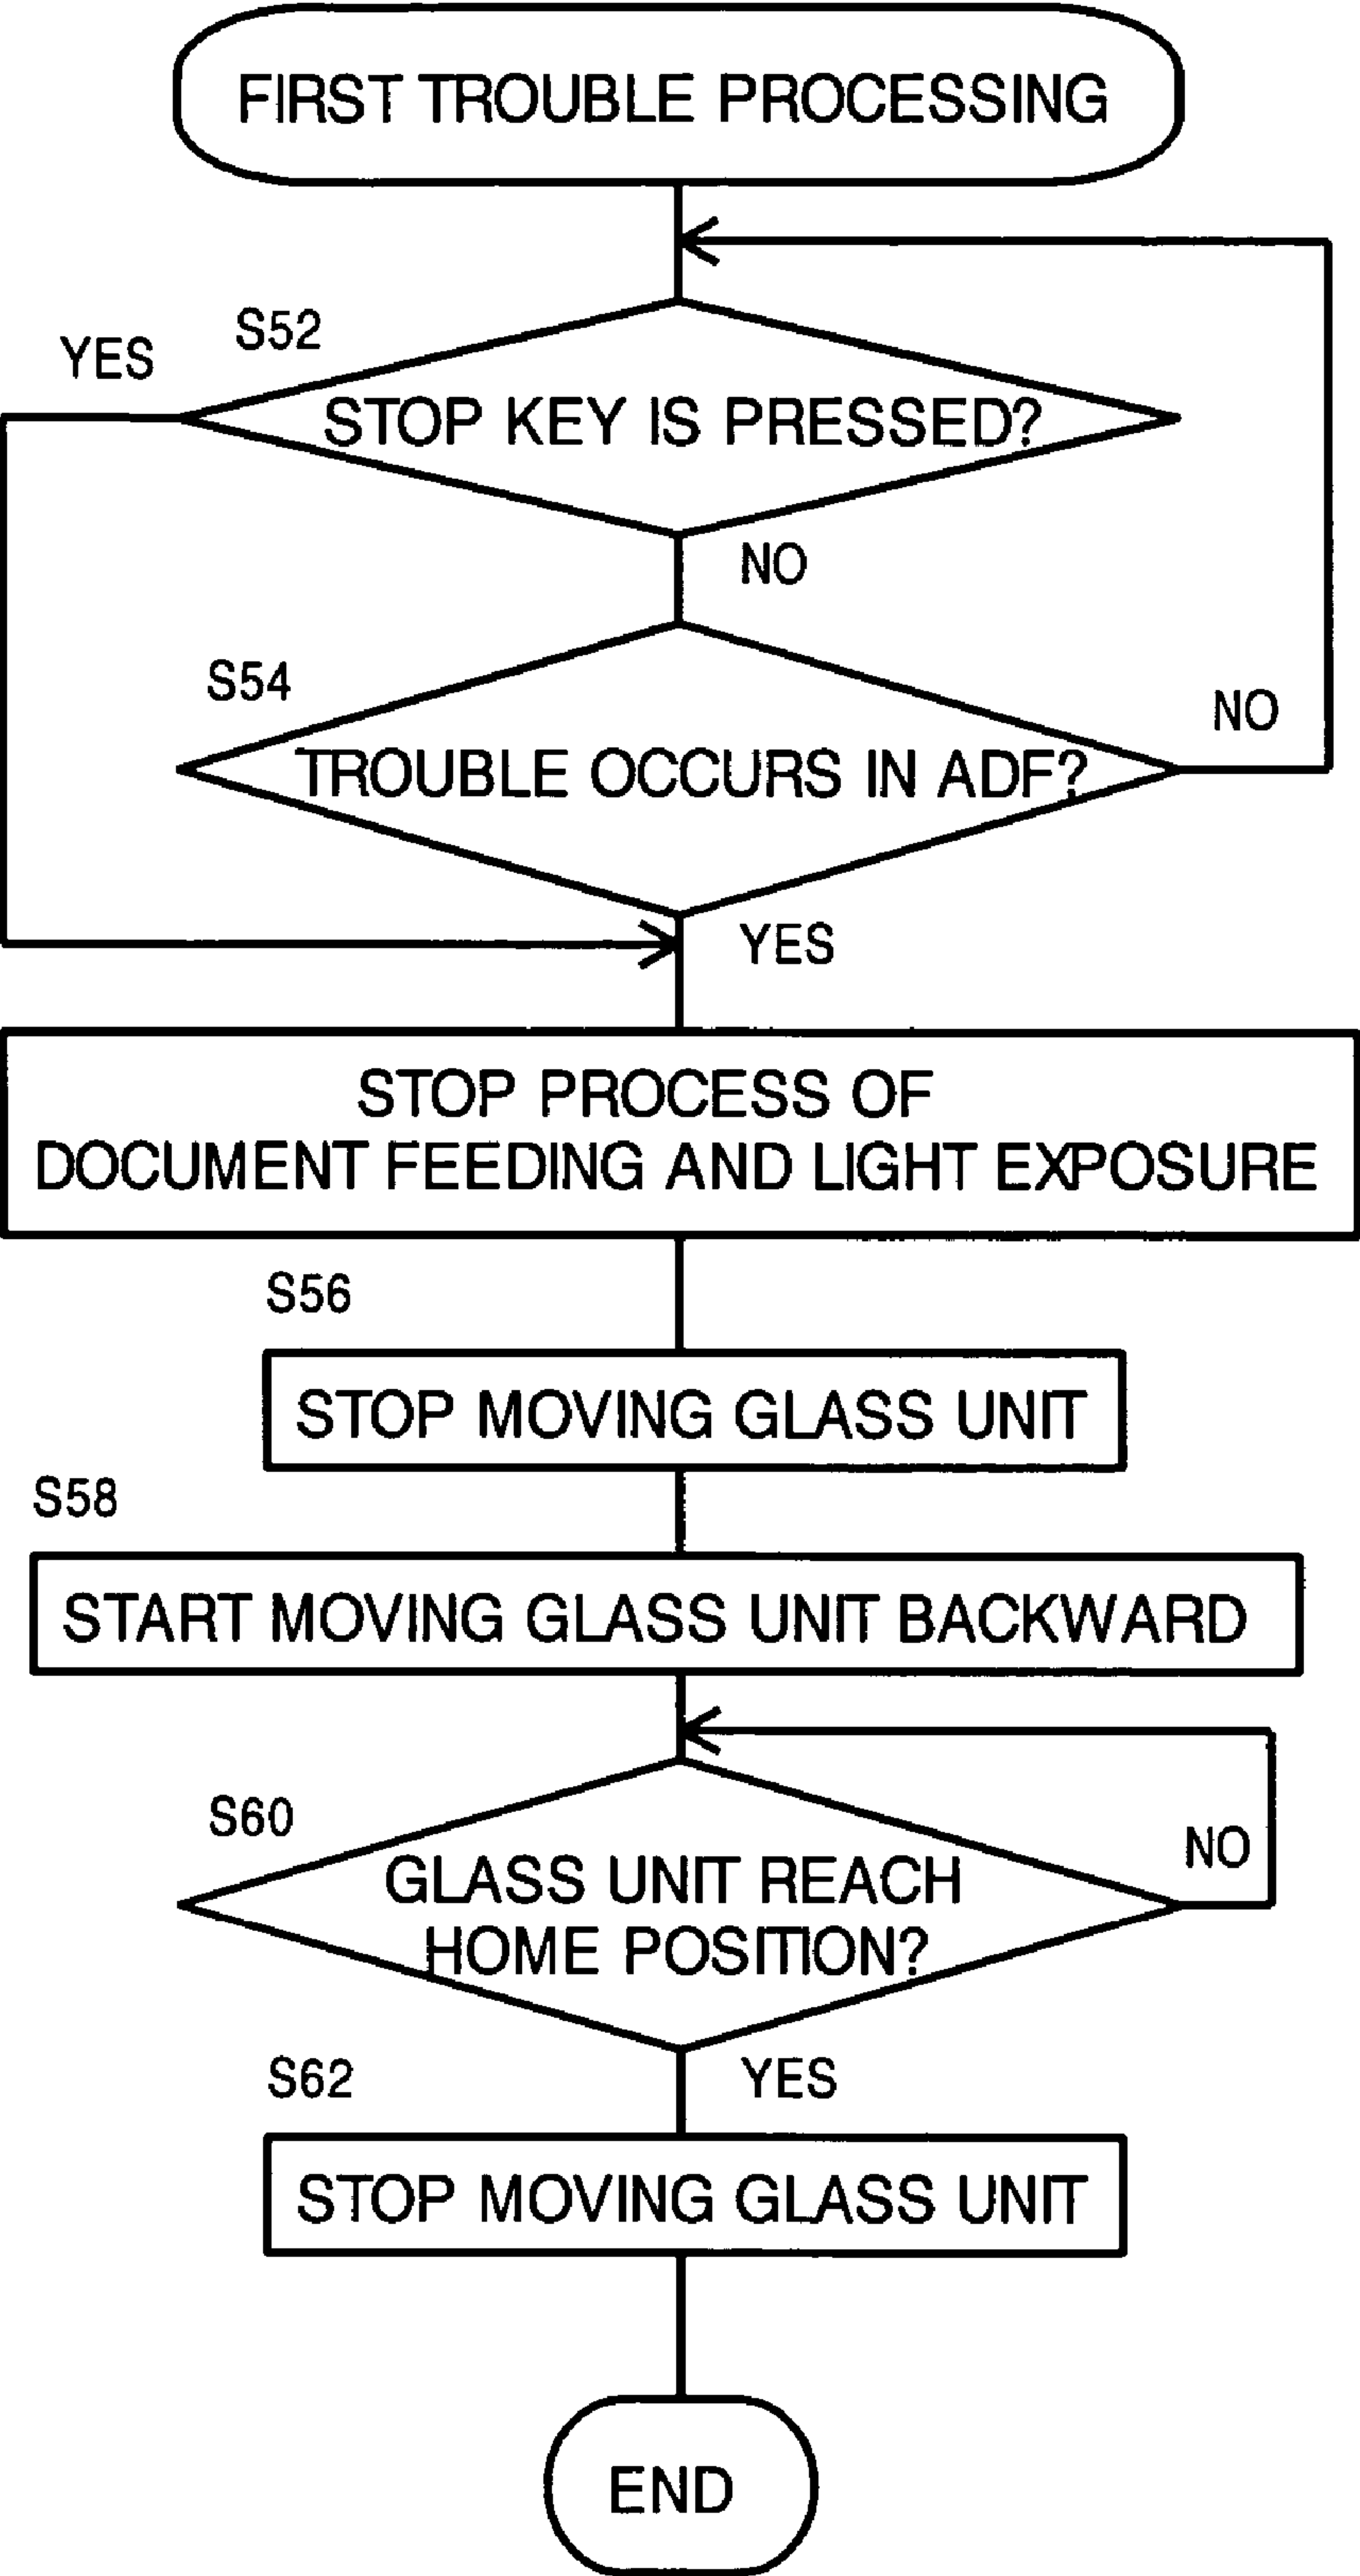 FIRST TROUBLE PROCESSING
S52
YES
STOP KEY IS PRESSED?
NO
S54
NO
TROUBLE OCCURS IN ADF?
YES
STOP PROCESS OF
DOCUMENT FEEDING AND LIGHT EXPOSURE
S56
STOP MOVING GLASS UNIT
S58
START MOVING GLASS UNIT BACKWARD
S60
NO
GLASS UNIT REACH
HOME POSITION?
S62
YES
STOP MOVING GLASS UNIT
END